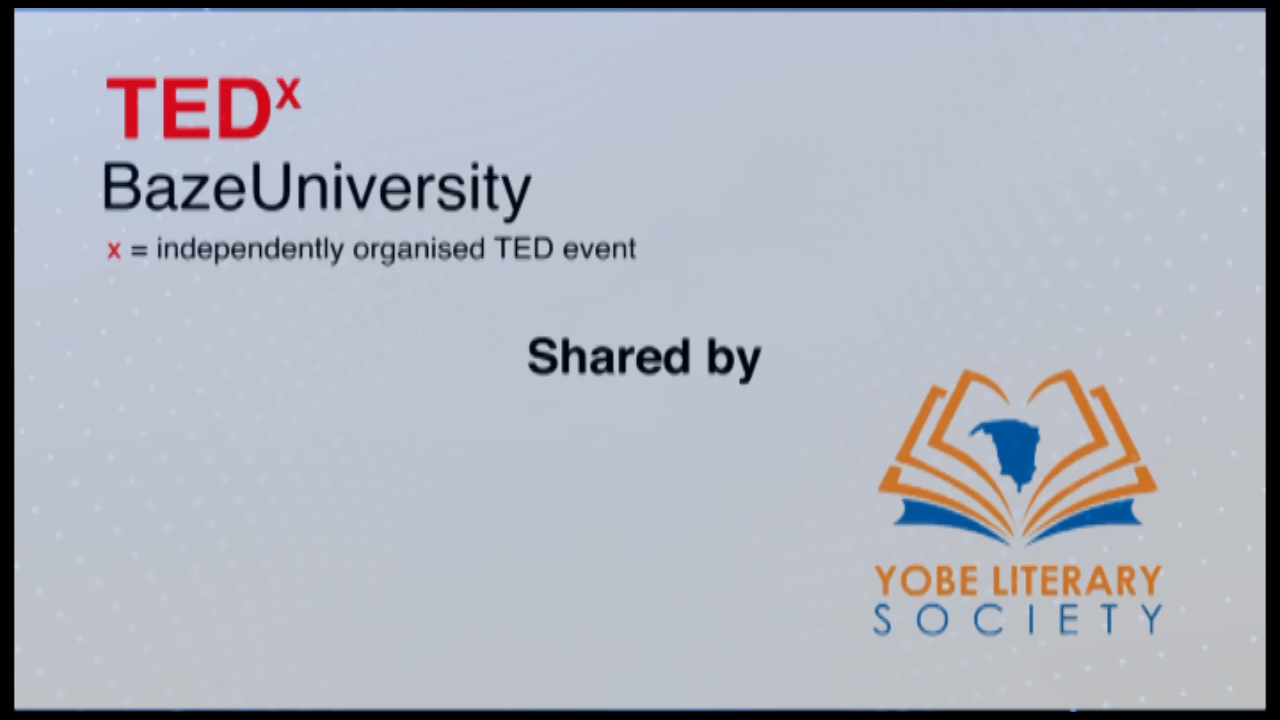 TEDx
BazeUniversity
x = independently organised TED event
Shared by
YOBE LITERARY
SOCIETY